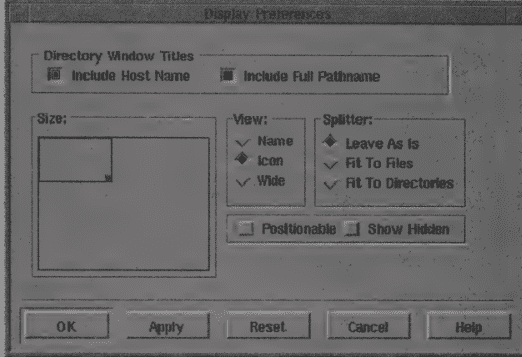 Display Preferences
Directory Window Titles
Include Host Name
Include Full Pathname
Size:
View:
Name
Icon
Wide
Splitter:
Leave As Is
Fit To Files
Fit To Directories
Positionable
Show Hidden
OK
Apply
Reset
Cancel
Help